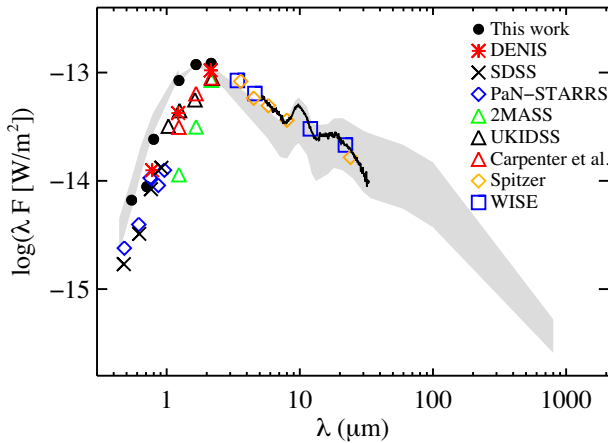 This work
DENIS
SDSS
PaN−STARRS
2MASS
UKIDSS
Carpenter et al.
Spitzer
WISE
log(λ F [W/m²])
−13
−14
−15
1 10 100 1000
λ (μm)